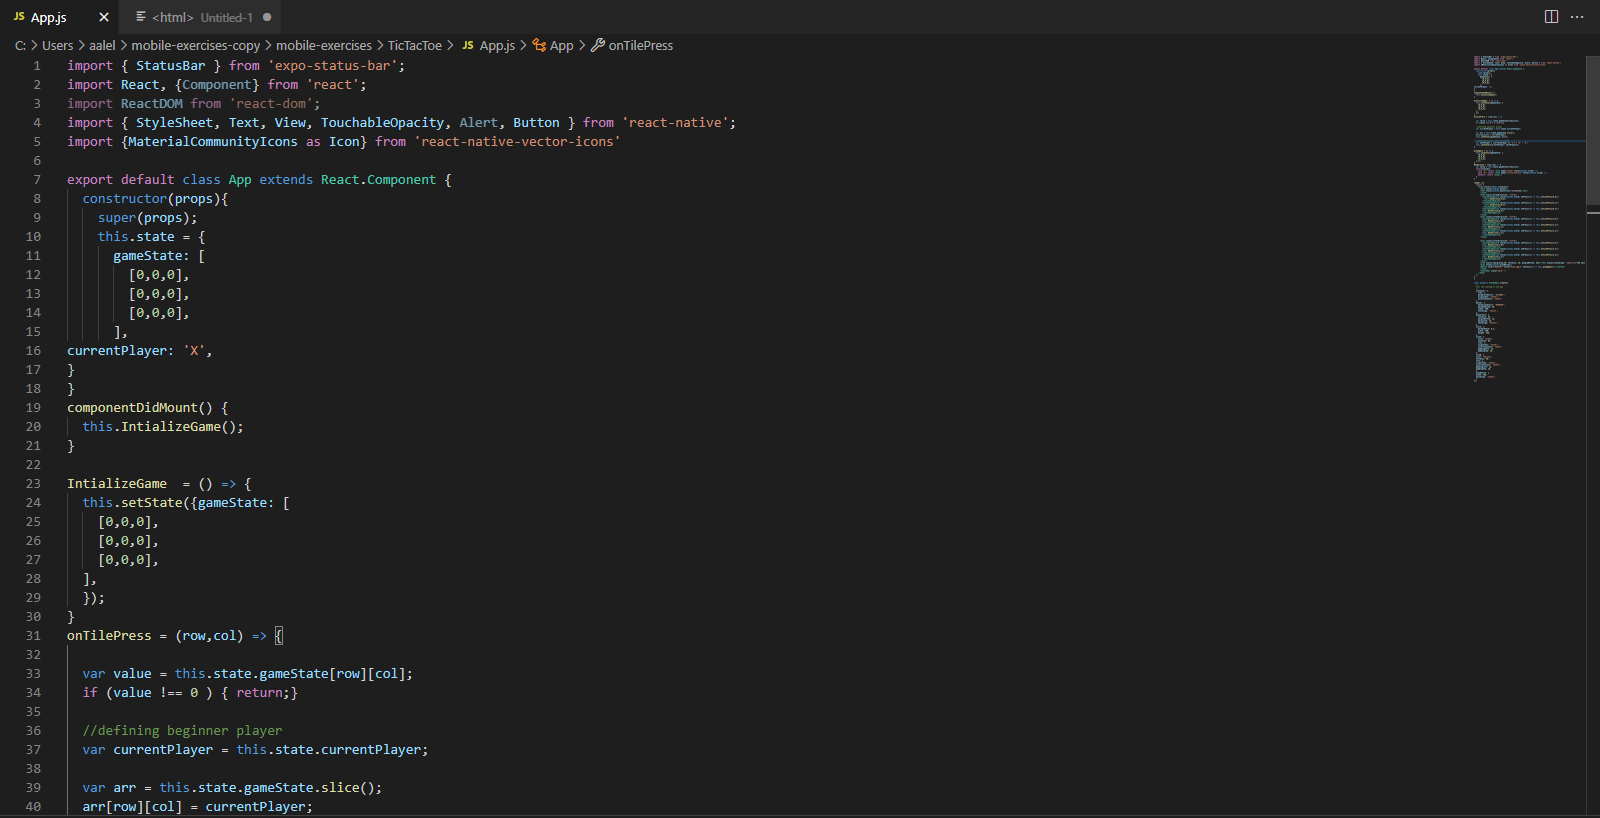 JS App.js × <html> Untitled-1 ●
C: > Users > aalel > mobile-exercises-copy > mobile-exercises > TicTacToe > JS App.js > App > onTilePress
1 import { StatusBar } from 'expo-status-bar';
2 import React, {Component} from 'react';
3 import ReactDOM from 'react-dom';
4 import { StyleSheet, Text, View, TouchableOpacity, Alert, Button } from 'react-native';
5 import {MaterialCommunityIcons as Icon} from 'react-native-vector-icons'
6
7 export default class App extends React.Component {
8 constructor(props){
9 super(props);
10 this.state = {
11 gameState: [
12 [0,0,0],
13 [0,0,0],
14 [0,0,0],
15 ],
16 currentPlayer: 'X',
17 }
18 }
19 componentDidMount() {
20 this.IntializeGame();
21 }
22
23 IntializeGame = () => {
24 this.setState({gameState: [
25 [0,0,0],
26 [0,0,0],
27 [0,0,0],
28 ],
29 });
30 }
31 onTilePress = (row,col) => {
32
33 var value = this.state.gameState[row][col];
34 if (value !== 0 ) { return;}
35
36 //defining beginner player
37 var currentPlayer = this.state.currentPlayer;
38
39 var arr = this.state.gameState.slice();
40 arr[row][col] = currentPlayer;